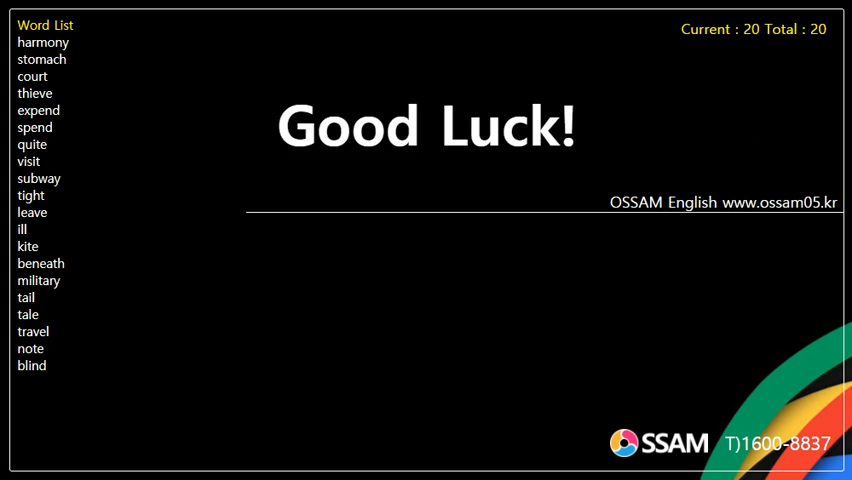 Word List
harmony
stomach
court
thieve
expend
spend
quite
visit
subway
tight
leave
ill
kite
beneath
military
tail
tale
travel
note
blind
Current : 20 Total : 20
Good Luck!
OSSAM English www.ossam05.kr
OSSAM T)1600-8837